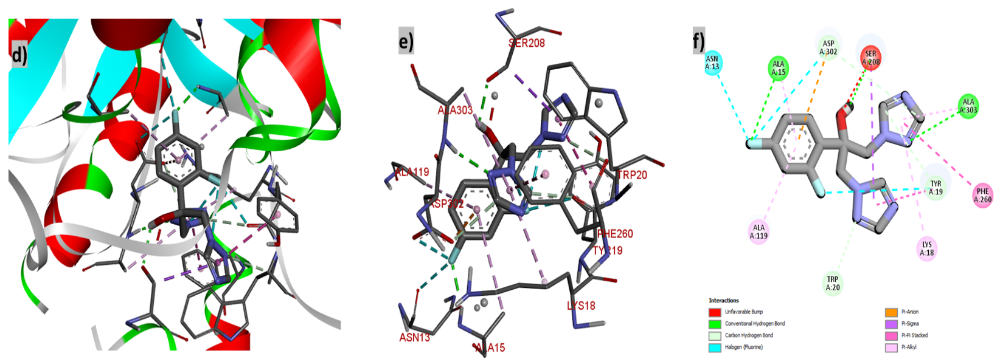 d)
e)
SER208
ALA303
ALA119
ASP302
TRP20
PHE260
TYR19
LYS18
ASN13
ALA15
f)
ASN
A:13
ALA
A:15
ASP
A:302
SER
A:208
ALA
A:303
TYR
A:19
PHE
A:260
ALA
A:119
LYS
A:18
TRP
A:20
Interactions
Unfavorable Bump
Conventional Hydrogen Bond
Carbon Hydrogen Bond
Halogen (Fluorine)
Pi-Anion
Pi-Sigma
Pi-Pi Stacked
Pi-Alkyl